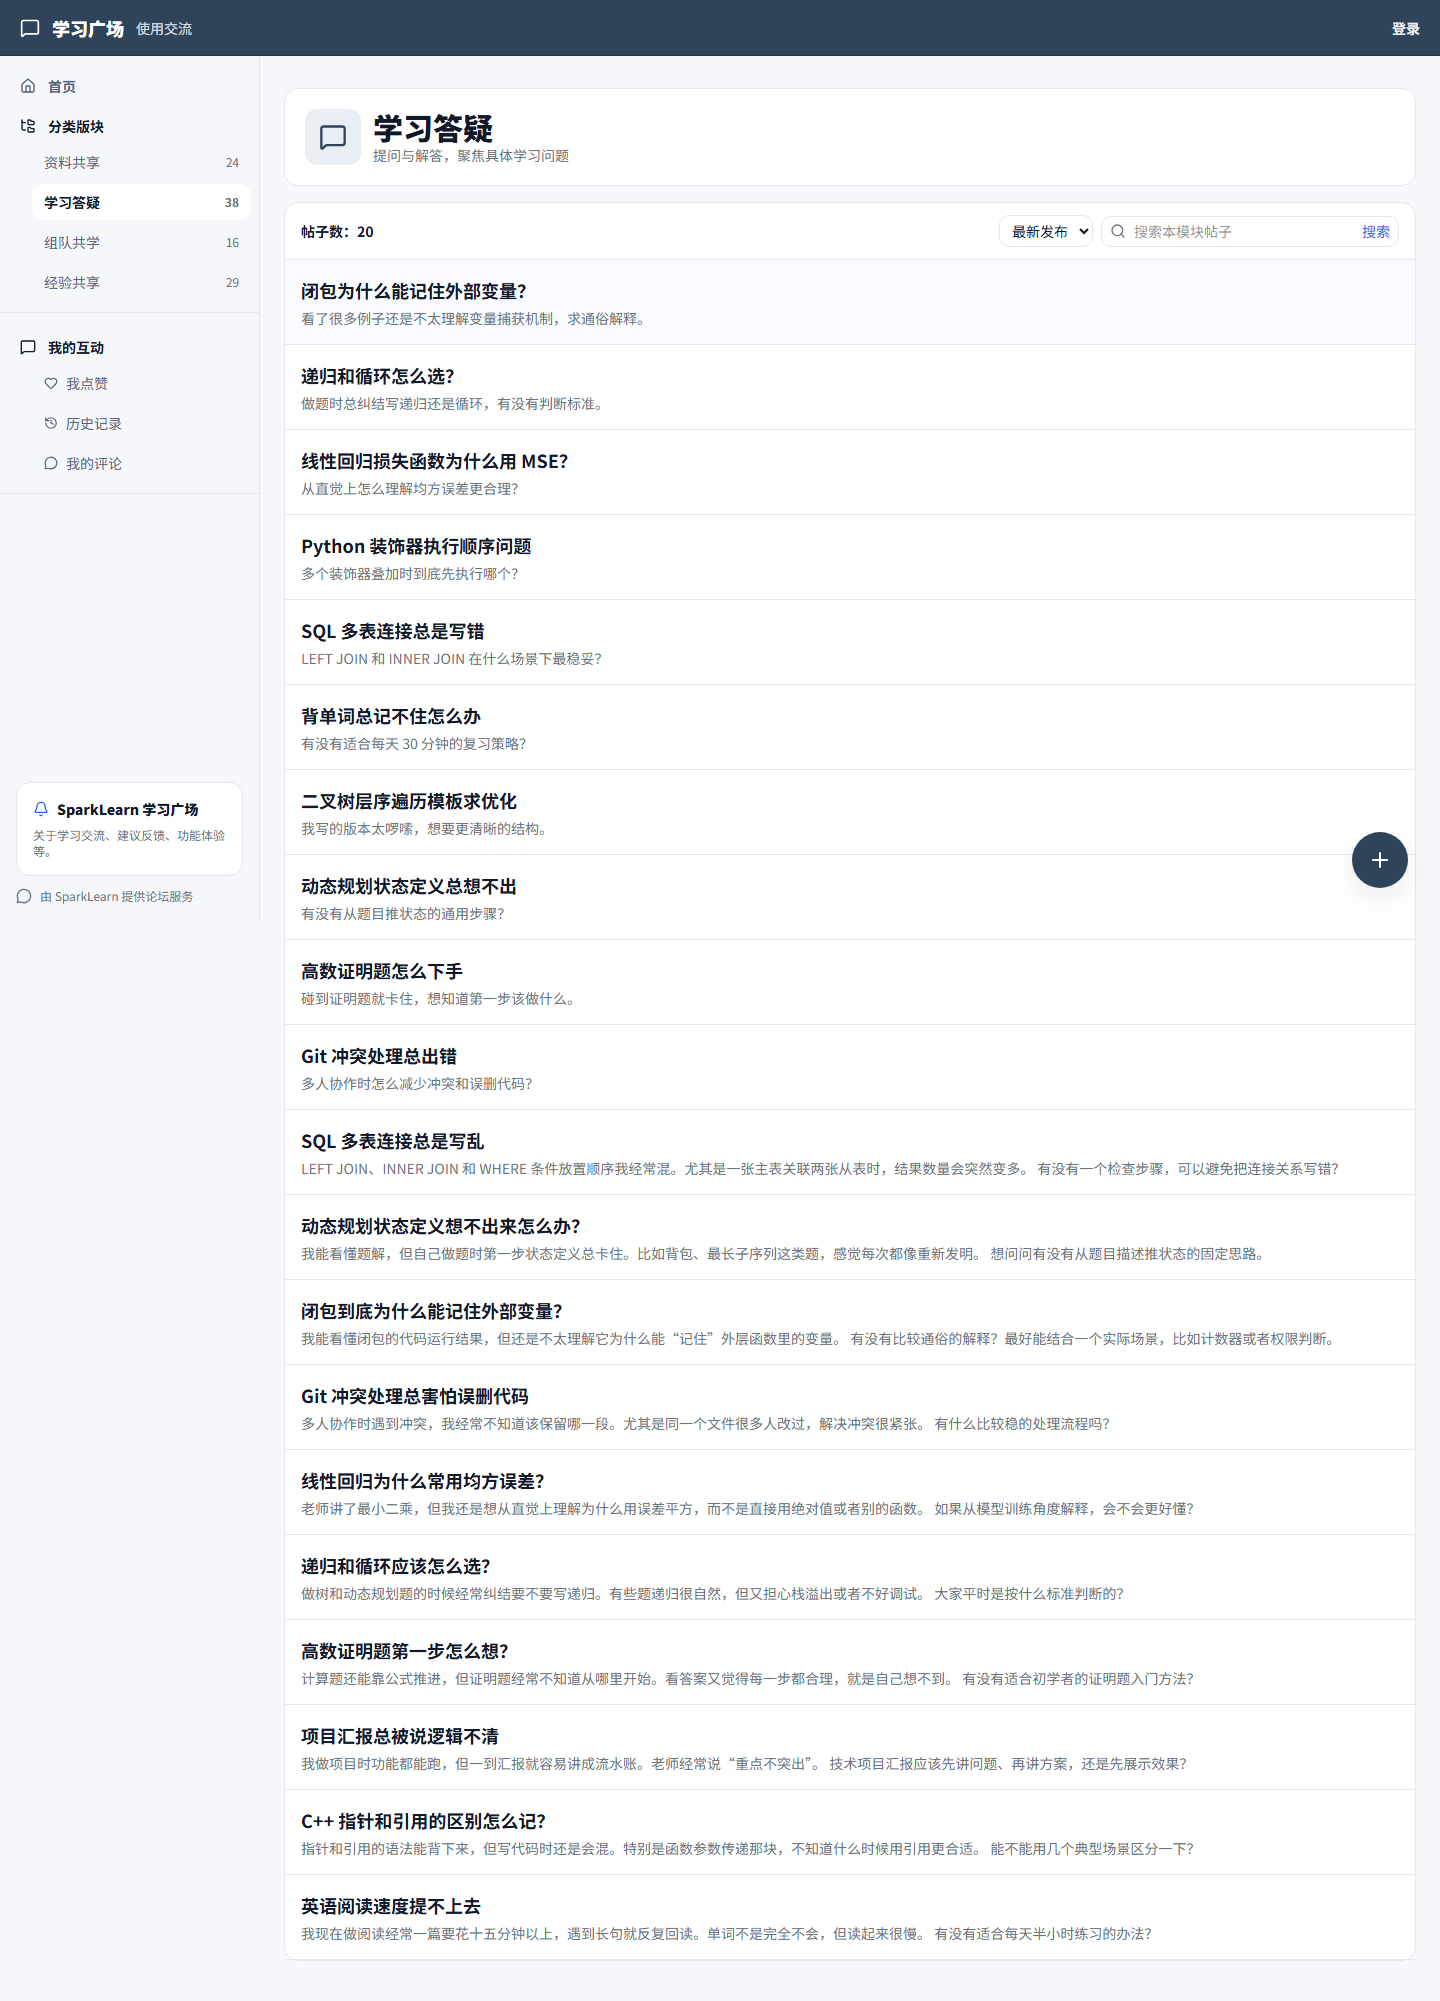 学习广场 使用交流
登录
首页
分类版块
资料共享 24
学习答疑 38
组队共学 16
经验共享 29
我的互动
我点赞
历史记录
我的评论
SparkLearn 学习广场
关于学习交流、建议反馈、功能体验
等。
由 SparkLearn 提供论坛服务
学习答疑
提问与解答，聚焦具体学习问题
帖子数：20
最新发布
搜索本模块帖子
搜索
闭包为什么能记住外部变量？
看了很多例子还是不太理解变量捕获机制，求通俗解释。
递归和循环怎么选？
做题时总纠结写递归还是循环，有没有判断标准。
线性回归损失函数为什么用 MSE？
从直觉上怎么理解均方误差更合理？
Python 装饰器执行顺序问题
多个装饰器叠加时到底先执行哪个？
SQL 多表连接总是写错
LEFT JOIN 和 INNER JOIN 在什么场景下最稳妥？
背单词总记不住怎么办
有没有适合每天 30 分钟的复习策略？
二叉树层序遍历模板求优化
我写的版本太啰嗦，想要更清晰的结构。
动态规划状态定义总想不出
有没有从题目推状态的通用步骤？
高数证明题怎么下手
碰到证明题就卡住，想知道第一步该做什么。
Git 冲突处理总出错
多人协作时怎么减少冲突和误删代码？
SQL 多表连接总是写乱
LEFT JOIN、INNER JOIN 和 WHERE 条件放置顺序我经常混。尤其是一张主表关联两张从表时，结果数量会突然变多。 有没有一个检查步骤，可以避免把连接关系写错？
动态规划状态定义想不出来怎么办？
我能看懂题解，但自己做题时第一步状态定义总卡住。比如背包、最长子序列这类题，感觉每次都像重新发明。 想问问有没有从题目描述推状态的固定思路。
闭包到底为什么能记住外部变量？
我能看懂闭包的代码运行结果，但还是不太理解它为什么能“记住”外层函数里的变量。 有没有比较通俗的解释？最好能结合一个实际场景，比如计数器或者权限判断。
Git 冲突处理总害怕误删代码
多人协作时遇到冲突，我经常不知道该保留哪一段。尤其是同一个文件很多人改过，解决冲突很紧张。 有什么比较稳的处理流程吗？
线性回归为什么常用均方误差？
老师讲了最小二乘，但我还是想从直觉上理解为什么用误差平方，而不是直接用绝对值或者别的函数。 如果从模型训练角度解释，会不会更好懂？
递归和循环应该怎么选？
做树和动态规划题的时候经常纠结要不要写递归。有些题递归很自然，但又担心栈溢出或者不好调试。 大家平时是按什么标准判断的？
高数证明题第一步怎么想？
计算题还能靠公式推进，但证明题经常不知道从哪里开始。看答案又觉得每一步都合理，就是自己想不到。 有没有适合初学者的证明题入门方法？
项目汇报总被说逻辑不清
我做项目时功能都能跑，但一到汇报就容易讲成流水账。老师经常说“重点不突出”。 技术项目汇报应该先讲问题、再讲方案，还是先展示效果？
C++ 指针和引用的区别怎么记？
指针和引用的语法能背下来，但写代码时还是会混。特别是函数参数传递那块，不知道什么时候用引用更合适。 能不能用几个典型场景区分一下？
英语阅读速度提不上去
我现在做阅读经常一篇要花十五分钟以上，遇到长句就反复回读。单词不是完全不会，但读起来很慢。 有没有适合每天半小时练习的办法？